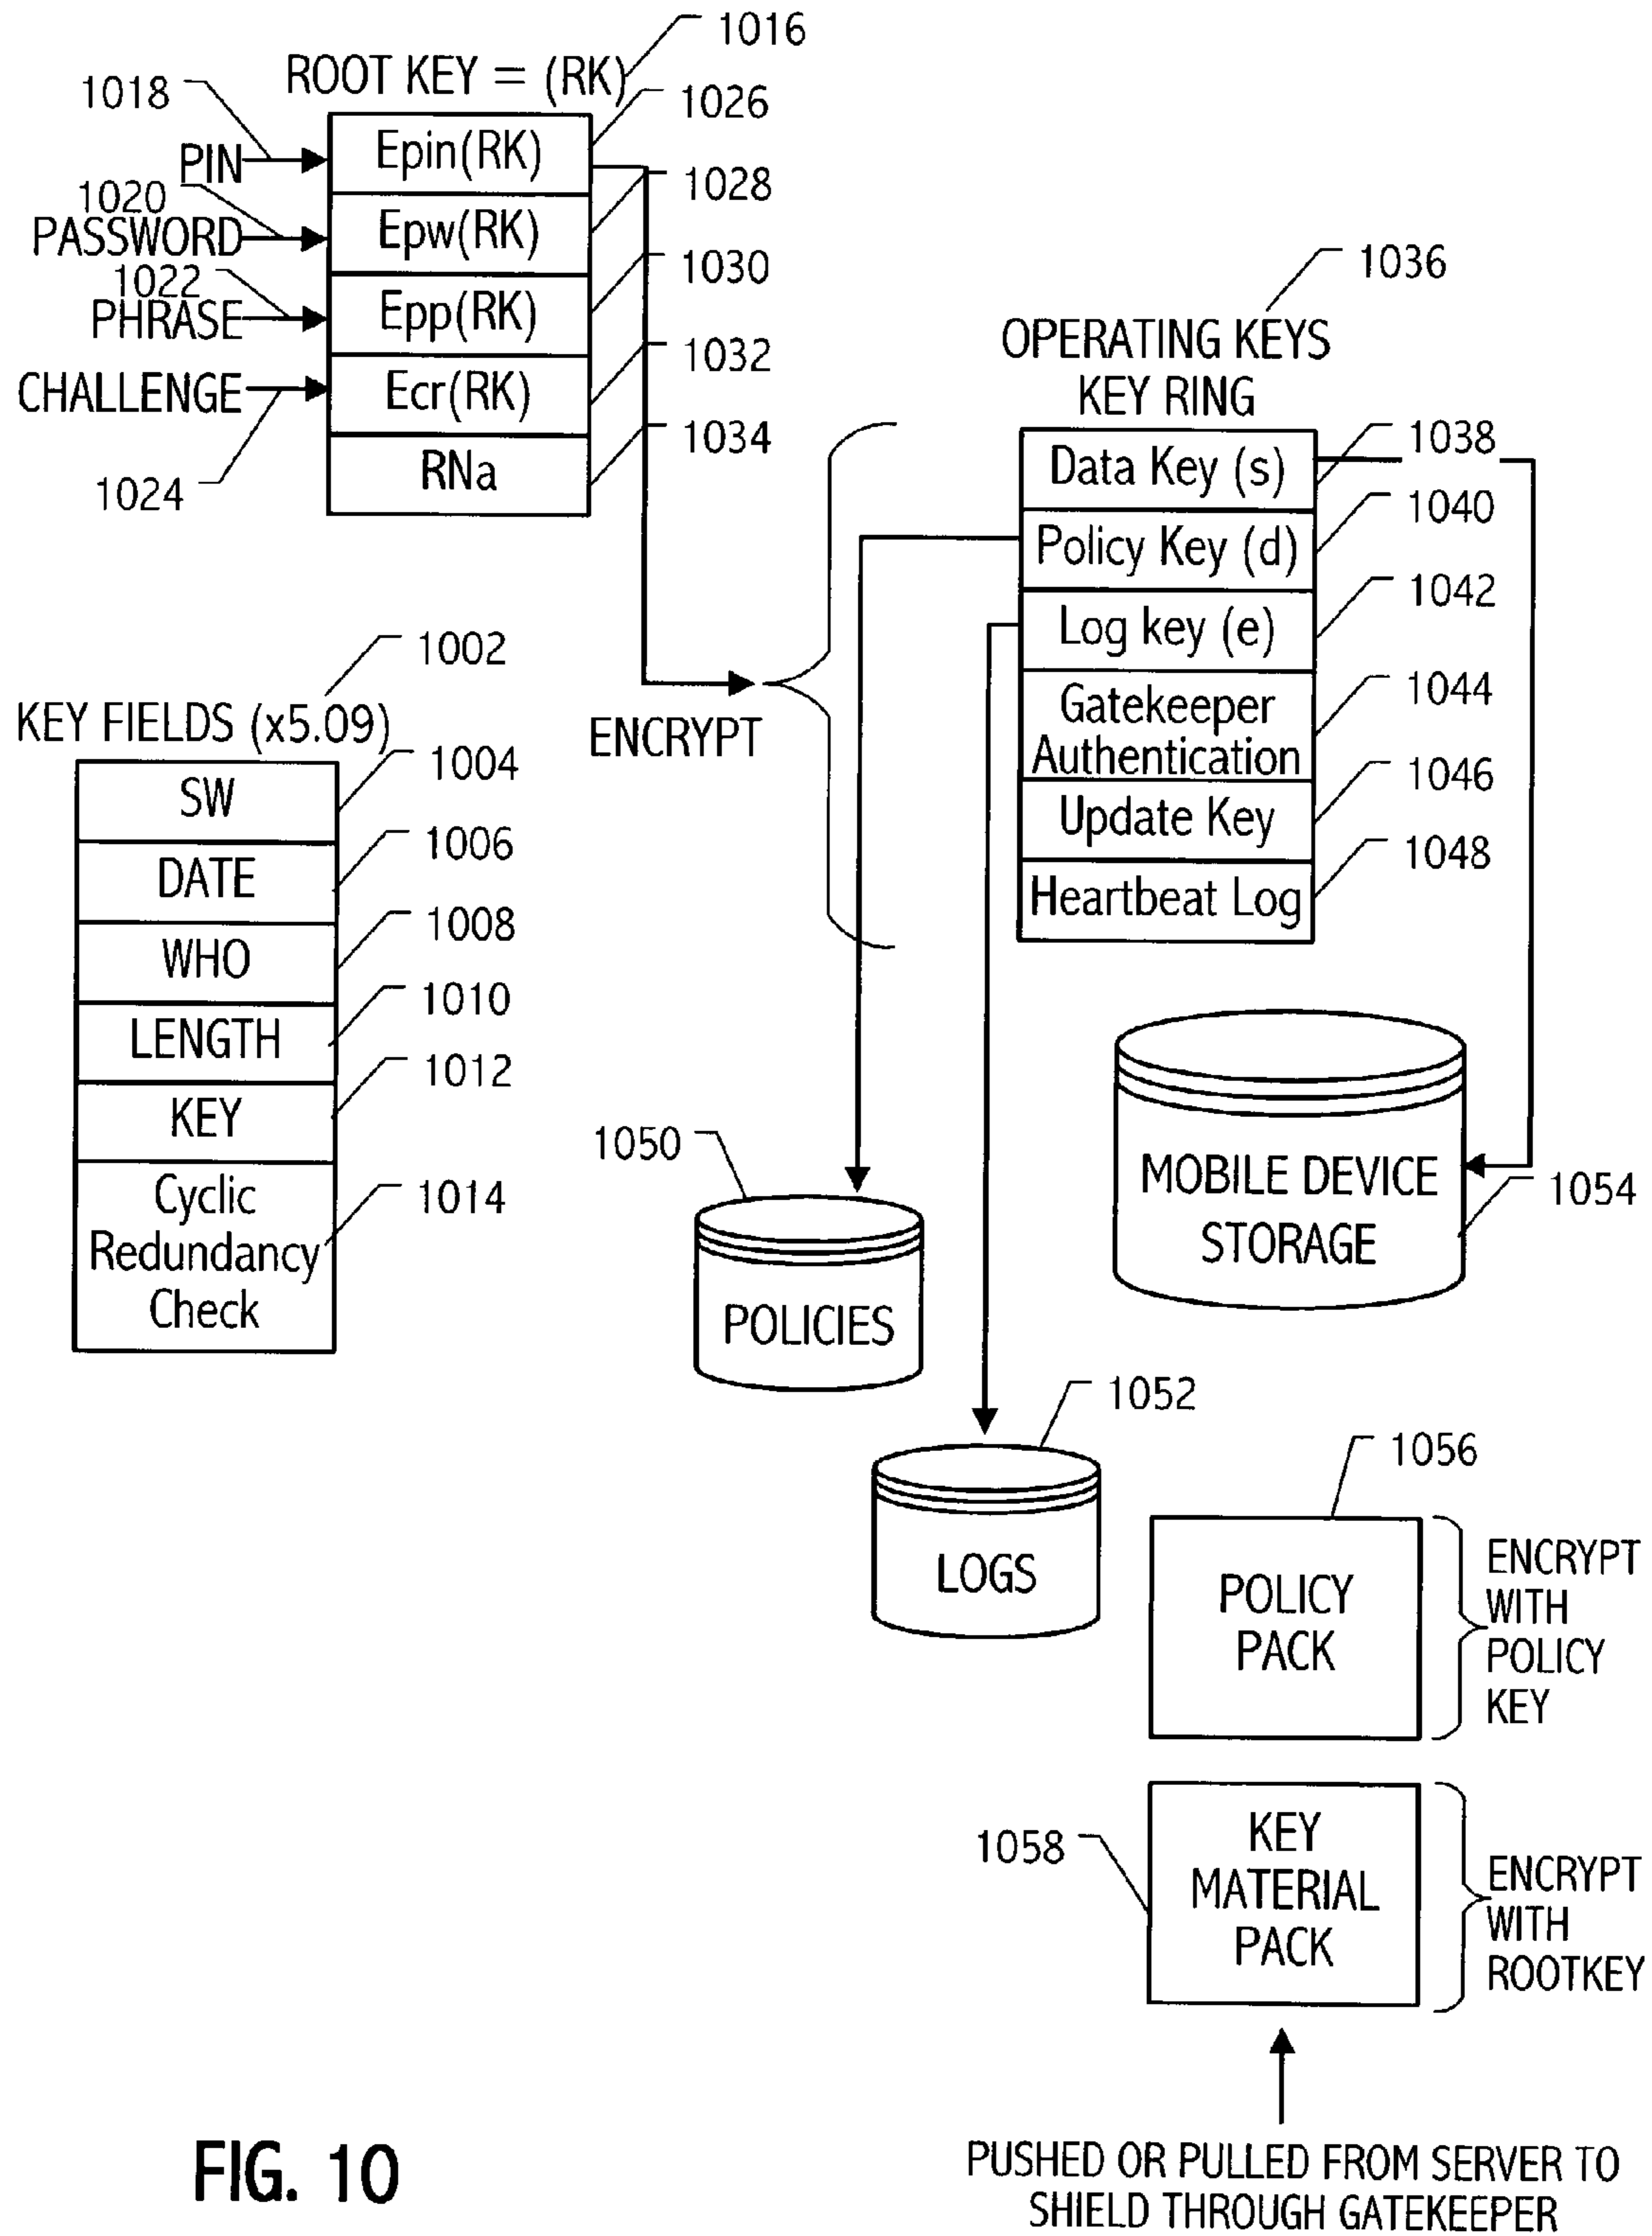 1016
ROOT KEY = (RK)
1018
1026
PIN
Epin(RK)
1028
1020
PASSWORD
Epw(RK)
1030
1022
PHRASE
Epp(RK)
1032
CHALLENGE
Ecr(RK)
1034
1024
RNa
1036
OPERATING KEYS
KEY RING
1038
Data Key (s)
1040
Policy Key (d)
1042
Log key (e)
1044
Gatekeeper
Authentication
1046
Update Key
1048
Heartbeat Log
ENCRYPT
1002
KEY FIELDS (x5.09)
1004
SW
1006
DATE
1008
WHO
1010
LENGTH
1012
KEY
1014
Cyclic
Redundancy
Check
1050
POLICIES
MOBILE DEVICE
STORAGE
1054
1052
LOGS
1056
POLICY
PACK
ENCRYPT
WITH
POLICY
KEY
1058
KEY
MATERIAL
PACK
ENCRYPT
WITH
ROOTKEY
PUSHED OR PULLED FROM SERVER TO
SHIELD THROUGH GATEKEEPER
FIG. 10